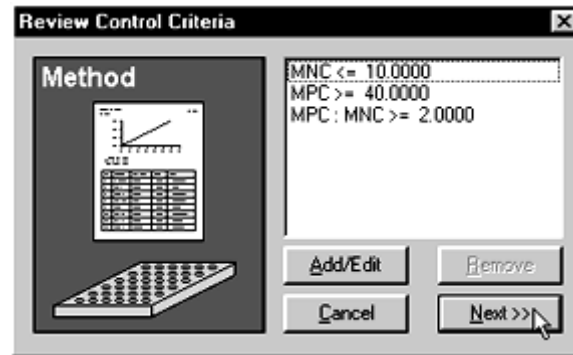 Review Control Criteria
Method
MNC <= 10.0000
MPC >= 40.0000
MPC : MNC >= 2.0000
Add/Edit
Remove
Cancel
Next >>